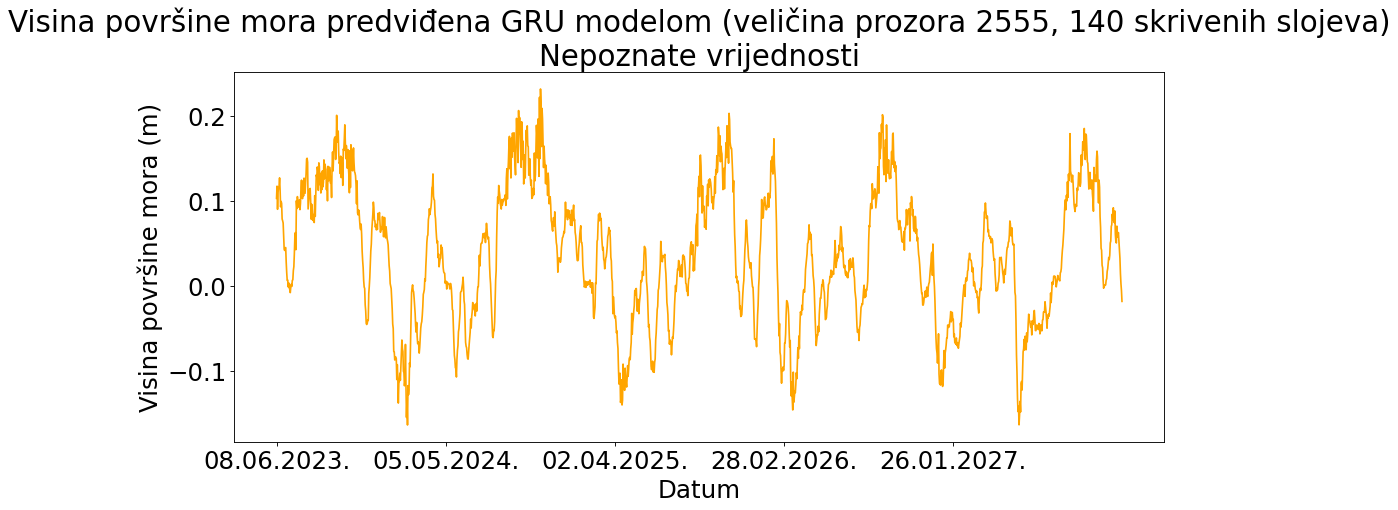 Visina površine mora predviđena GRU modelom (veličina prozora 2555, 140 skrivenih slojeva)
Nepoznate vrijednosti
Visina površine mora (m)
0.2
0.1
0.0
−0.1
08.06.2023. 05.05.2024. 02.04.2025. 28.02.2026. 26.01.2027.
Datum